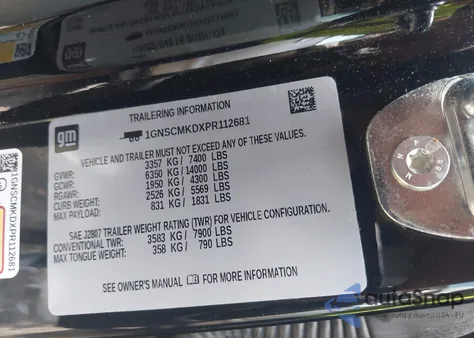 gm
TRAILERING INFORMATION
1GNSCMKDXPR112681
VEHICLE AND TRAILER MUST NOT EXCEED ANY OF THESE VALUES.
GVWR: 3357 KG / 7400 LBS
GCWR: 6350 KG / 14000 LBS
RGAWR: 1950 KG / 4300 LBS
CURB WEIGHT: 2526 KG / 5569 LBS
MAX PAYLOAD: 831 KG / 1831 LBS
SAE J2807 TRAILER WEIGHT RATING (TWR) FOR VEHICLE CONFIGURATION.
CONVENTIONAL TWR: 3583 KG / 7900 LBS
MAX TONGUE WEIGHT: 358 KG / 790 LBS
SEE OWNER'S MANUAL FOR MORE INFORMATION
1GNSCMKDXPR112681
autoSnap